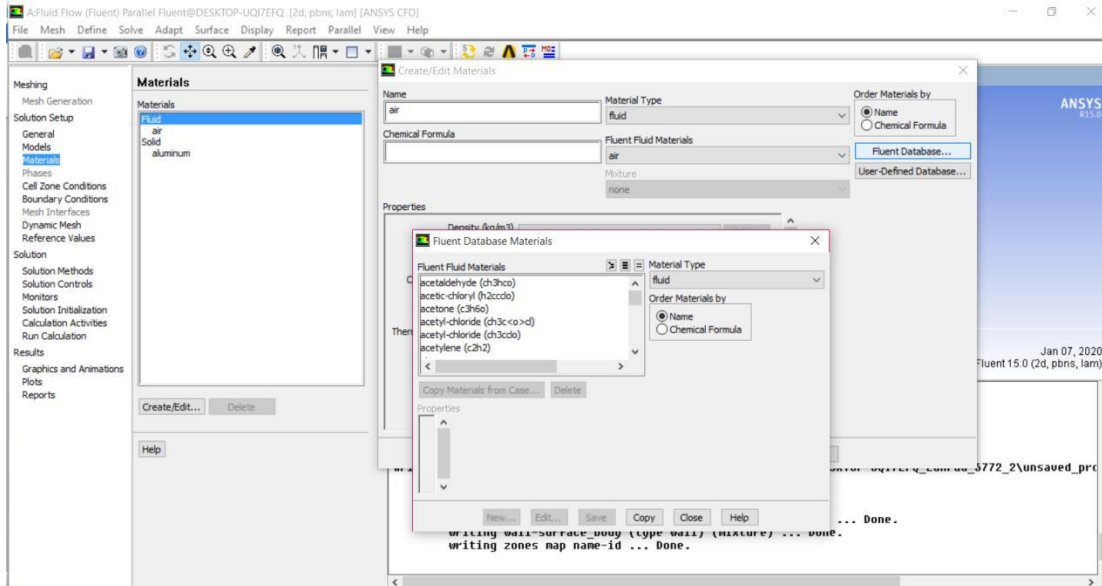 A:Fluid Flow (Fluent) Parallel Fluent@DESKTOP-UQI7EFQ [2d, pbns, lam] [ANSYS CFD]
File Mesh Define Solve Adapt Surface Display Report Parallel View Help
Meshing
Mesh Generation
Solution Setup
General
Models
Materials
Phases
Cell Zone Conditions
Boundary Conditions
Mesh Interfaces
Dynamic Mesh
Reference Values
Solution
Solution Methods
Solution Controls
Monitors
Solution Initialization
Calculation Activities
Run Calculation
Results
Graphics and Animations
Plots
Reports
Materials
Materials
Fluid
air
Solid
aluminum
Create/Edit... Delete
Help
Create/Edit Materials
Name
air
Chemical Formula
Material Type
fluid
Fluent Fluid Materials
air
Mixture
none
Order Materials by
Name
Chemical Formula
Fluent Database...
User-Defined Database...
Properties
Density (kg/m3)
Fluent Database Materials
Fluent Fluid Materials
acetaldehyde (ch3hco)
acetic-chloryl (h2ccclo)
acetone (c3h6o)
acetyl-chloride (ch3c<o>cl)
acetyl-chloride (ch3cclo)
acetylene (c2h2)
Material Type
fluid
Order Materials by
Name
Chemical Formula
Copy Materials from Case... Delete
Properties
New... Edit... Save Copy Close Help
ANSYS
R15.0
Jan 07, 2020
Fluent 15.0 (2d, pbns, lam)
5772_2\unsaved_prc
... Done.
writing wall-surface_body (type wall) (mixture) ... Done.
writing zones map name-id ... Done.